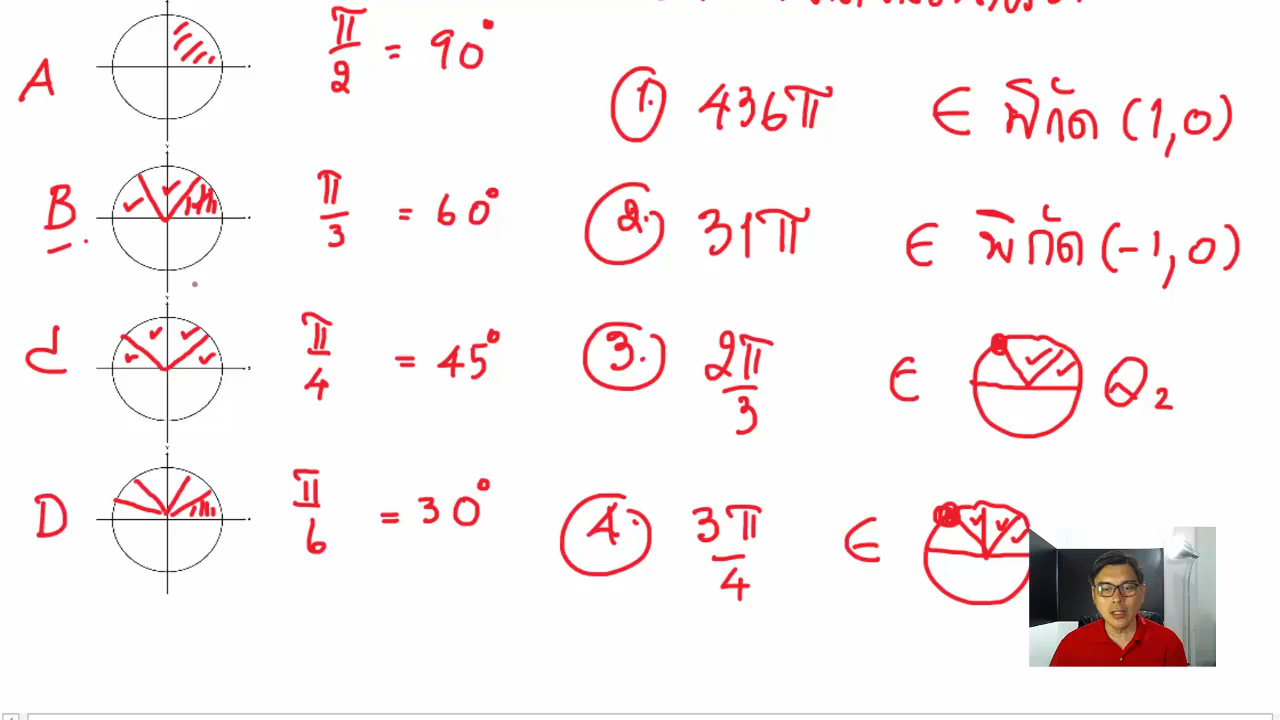 A π/2 = 90°
① 436π ∈ พิกัด (1,0)
B π/3 = 60°
② 31π ∈ พิกัด (-1,0)
C π/4 = 45°
③ 2π/3 ∈ Q₂
D π/6 = 30°
④ 3π/4 ∈